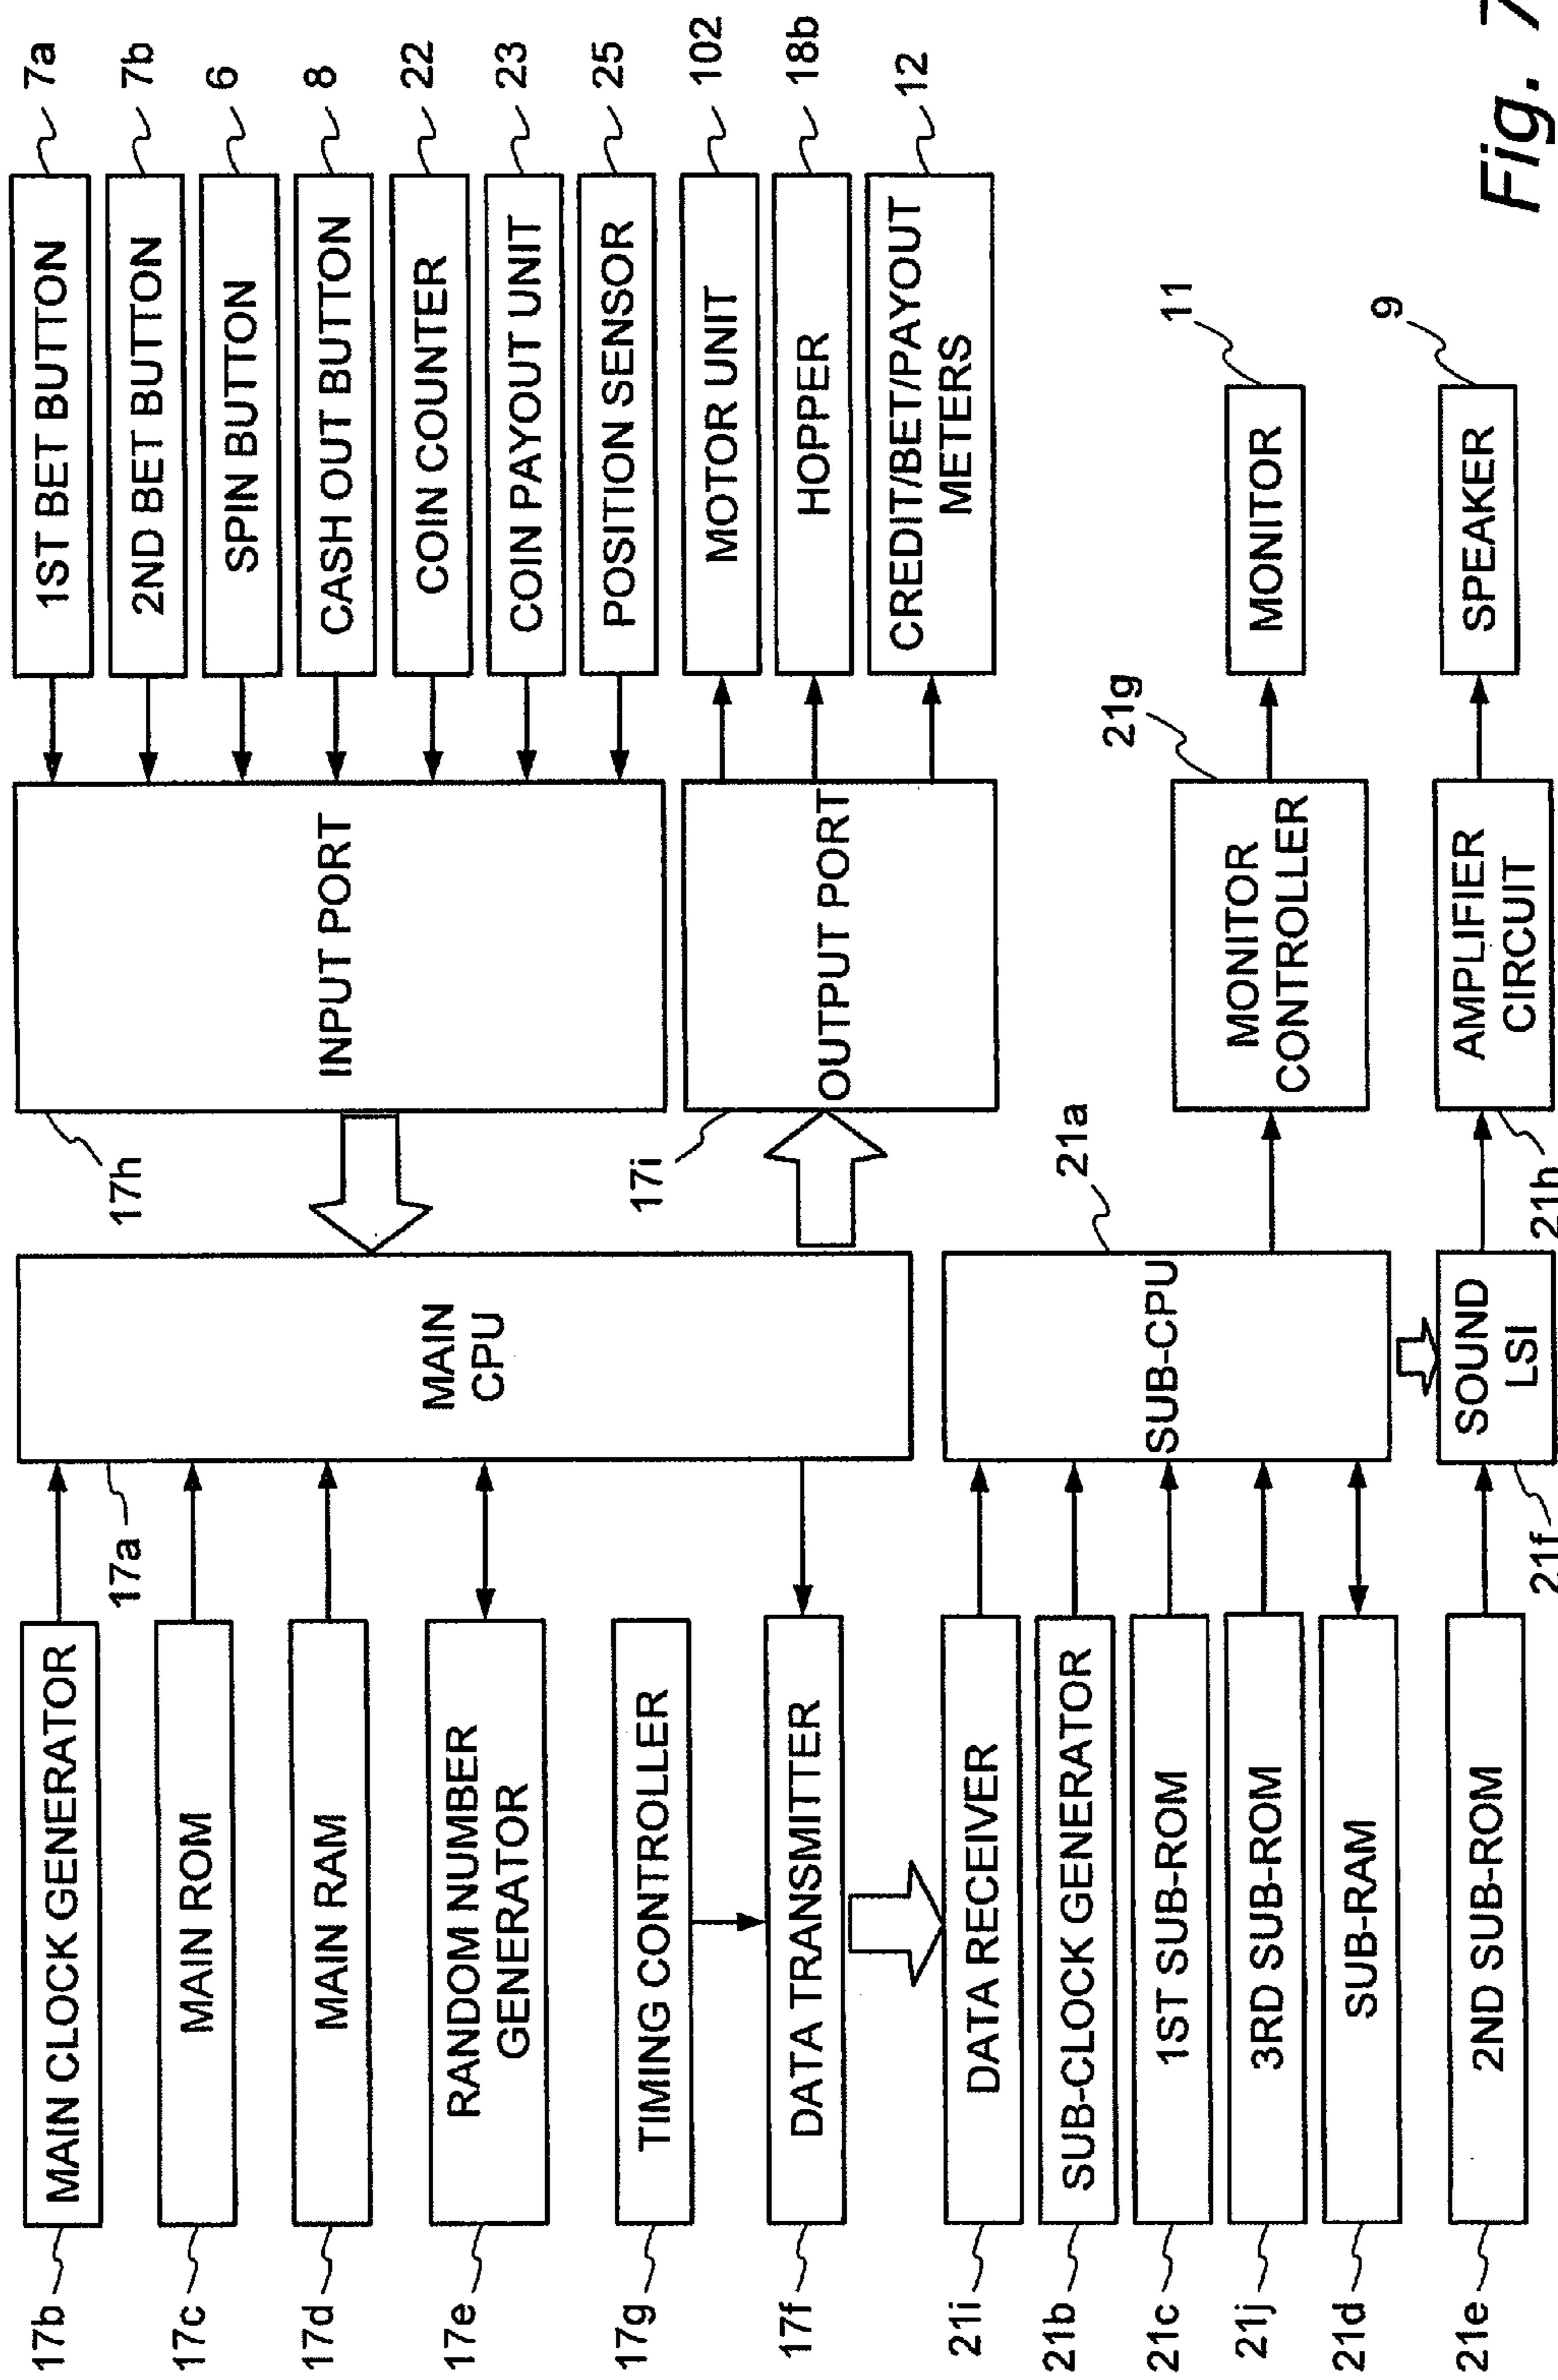 17b
MAIN CLOCK GENERATOR
17c
MAIN ROM
17d
MAIN RAM
17e
RANDOM NUMBER
GENERATOR
17g
TIMING CONTROLLER
17f
DATA TRANSMITTER
21i
DATA RECEIVER
21b
SUB-CLOCK GENERATOR
21c
1ST SUB-ROM
21j
3RD SUB-ROM
21d
SUB-RAM
21e
2ND SUB-ROM
17a
MAIN
CPU
21a
SUB-CPU
21f
SOUND
LSI
17h
INPUT PORT
17i
OUTPUT PORT
21g
MONITOR
CONTROLLER
21h
AMPLIFIER
CIRCUIT
1ST BET BUTTON
7a
2ND BET BUTTON
7b
SPIN BUTTON
6
CASH OUT BUTTON
8
COIN COUNTER
22
COIN PAYOUT UNIT
23
POSITION SENSOR
25
MOTOR UNIT
102
HOPPER
18b
CREDIT/BET/PAYOUT
METERS
12
MONITOR
11
SPEAKER
9
Fig. 7